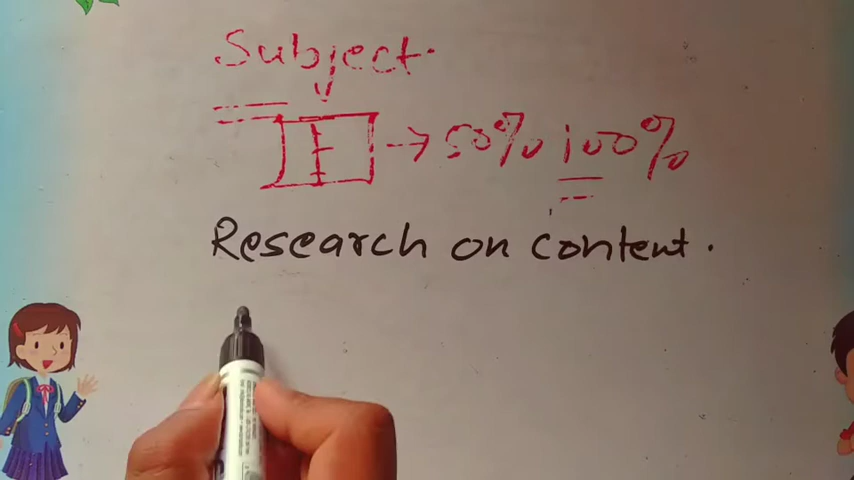 Subject.
→ 50% 100%
Research on content.